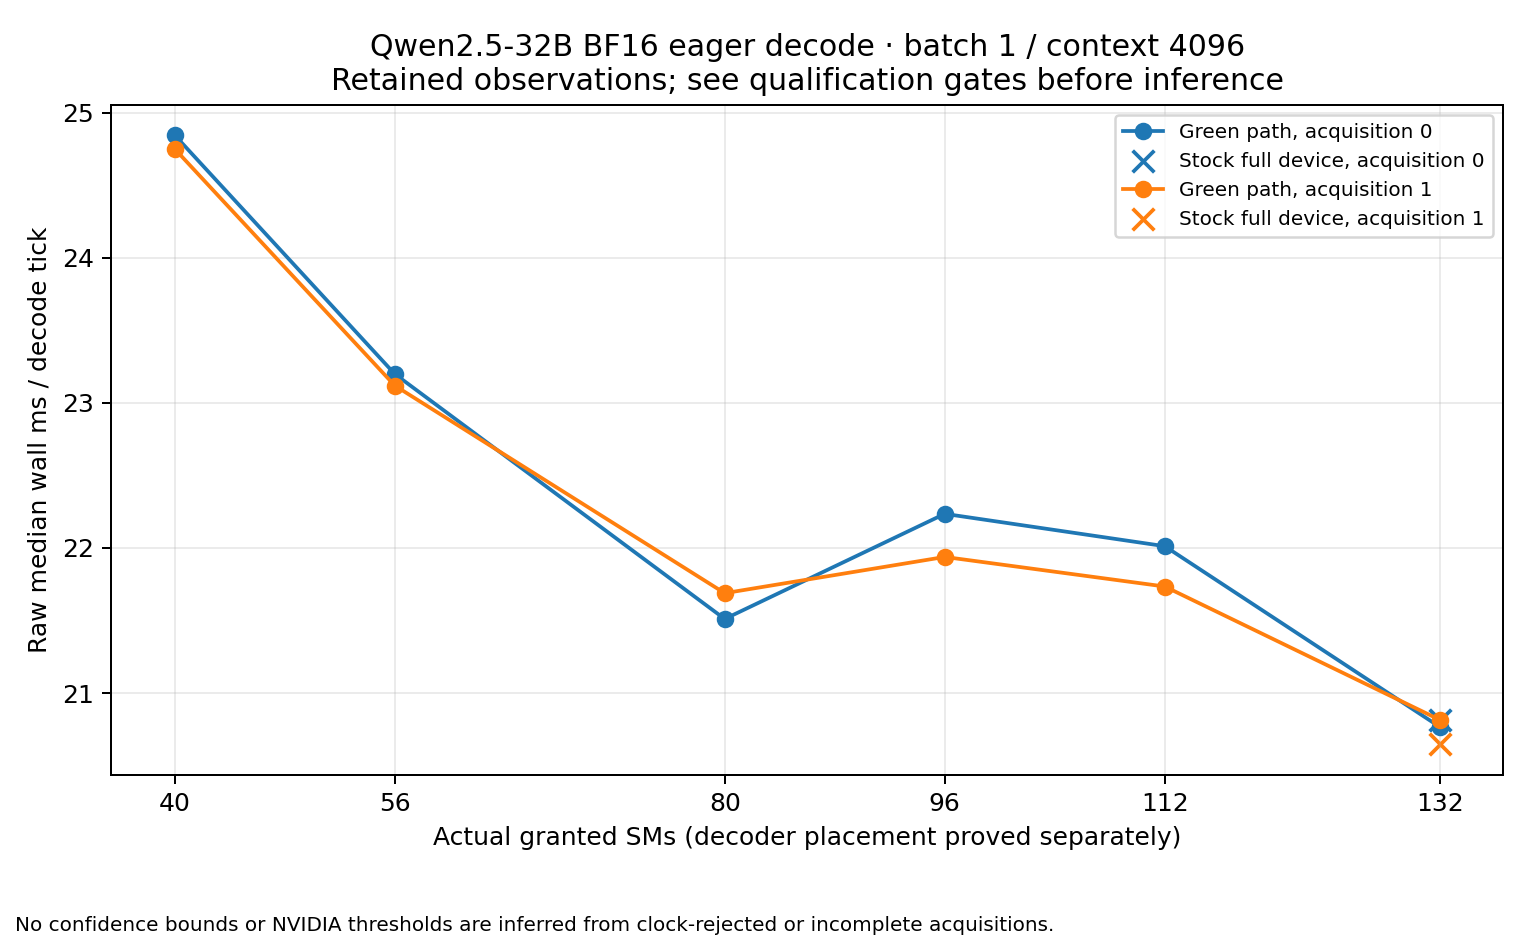 Qwen2.5-32B BF16 eager decode · batch 1 / context 4096
Retained observations; see qualification gates before inference
Raw median wall ms / decode tick
25
24
23
22
21
Green path, acquisition 0
Stock full device, acquisition 0
Green path, acquisition 1
Stock full device, acquisition 1
40 56 80 96 112 132
Actual granted SMs (decoder placement proved separately)
No confidence bounds or NVIDIA thresholds are inferred from clock-rejected or incomplete acquisitions.